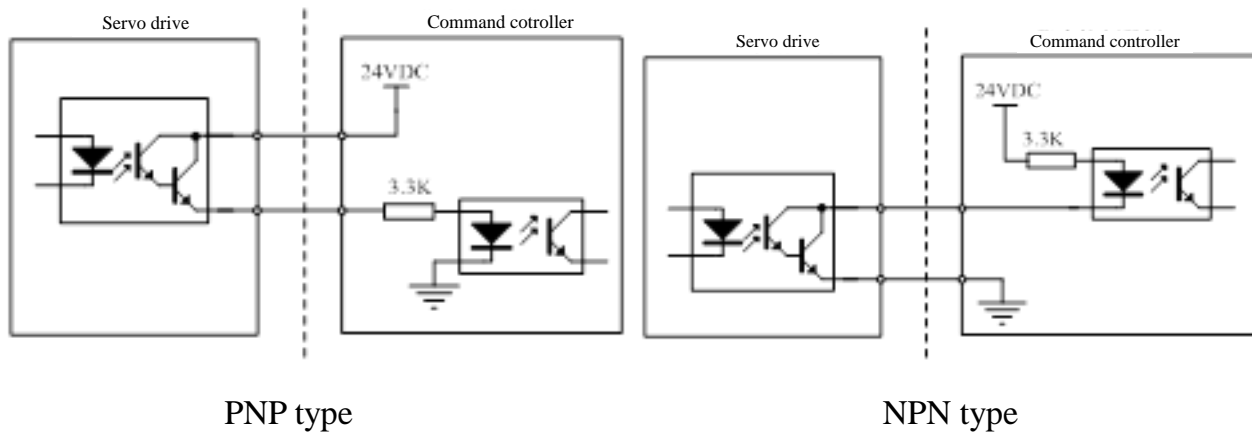 Servo drive
Command cotroller
24VDC
3.3K
PNP type
Servo drive
Command controller
24VDC
3.3K
NPN type